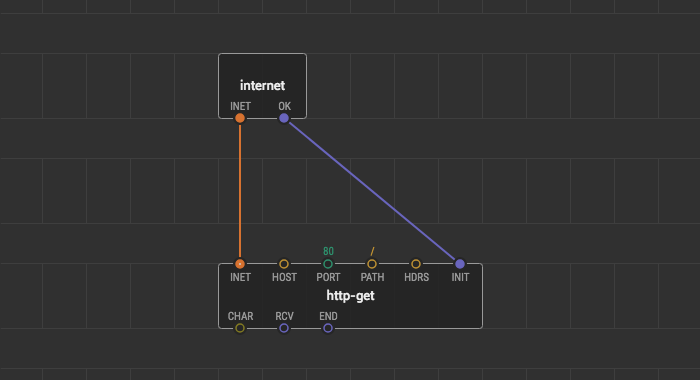 internet
INET OK
80 /
INET HOST PORT PATH HDRS INIT
http-get
CHAR RCV END